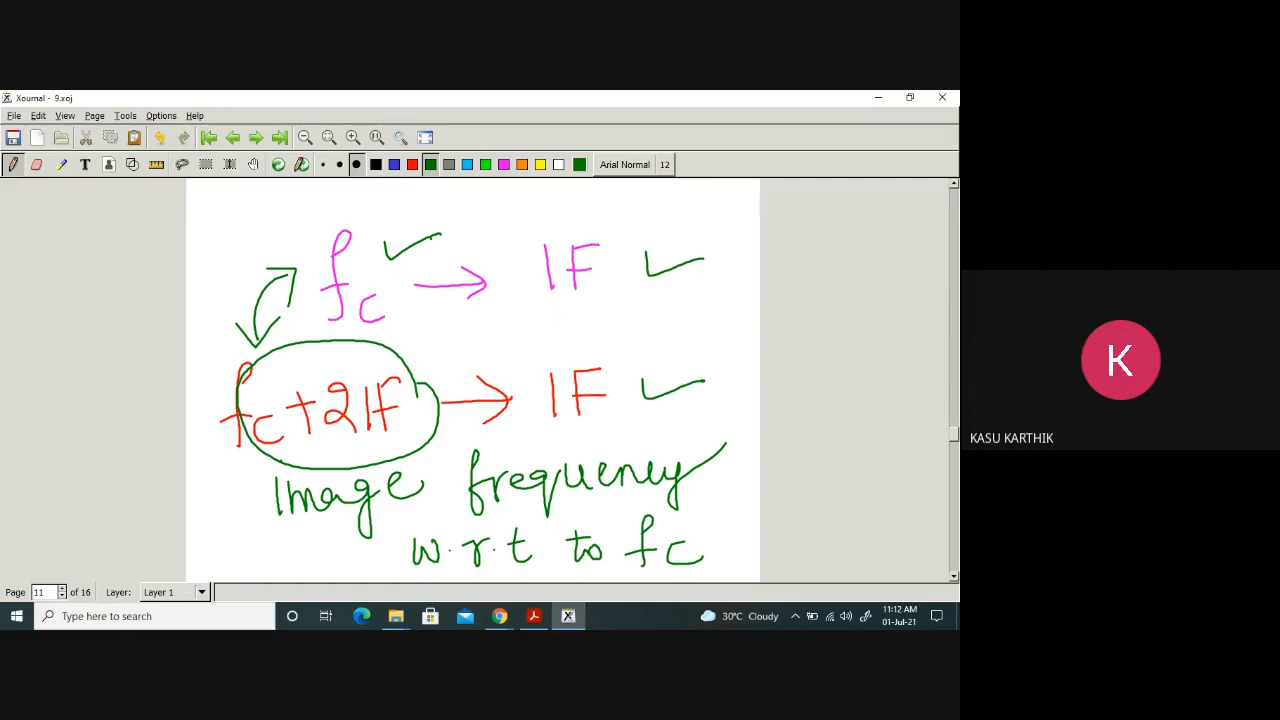 Xournal - 9.xoj
File Edit View Page Tools Options Help
T Arial Normal 12
fc → IF
fc+2IF → IF
Image frequency
w.r.t to fc
KASU KARTHIK
K
Page 11 of 16 Layer: Layer 1
Type here to search
30°C Cloudy
11:12 AM
01-Jul-21